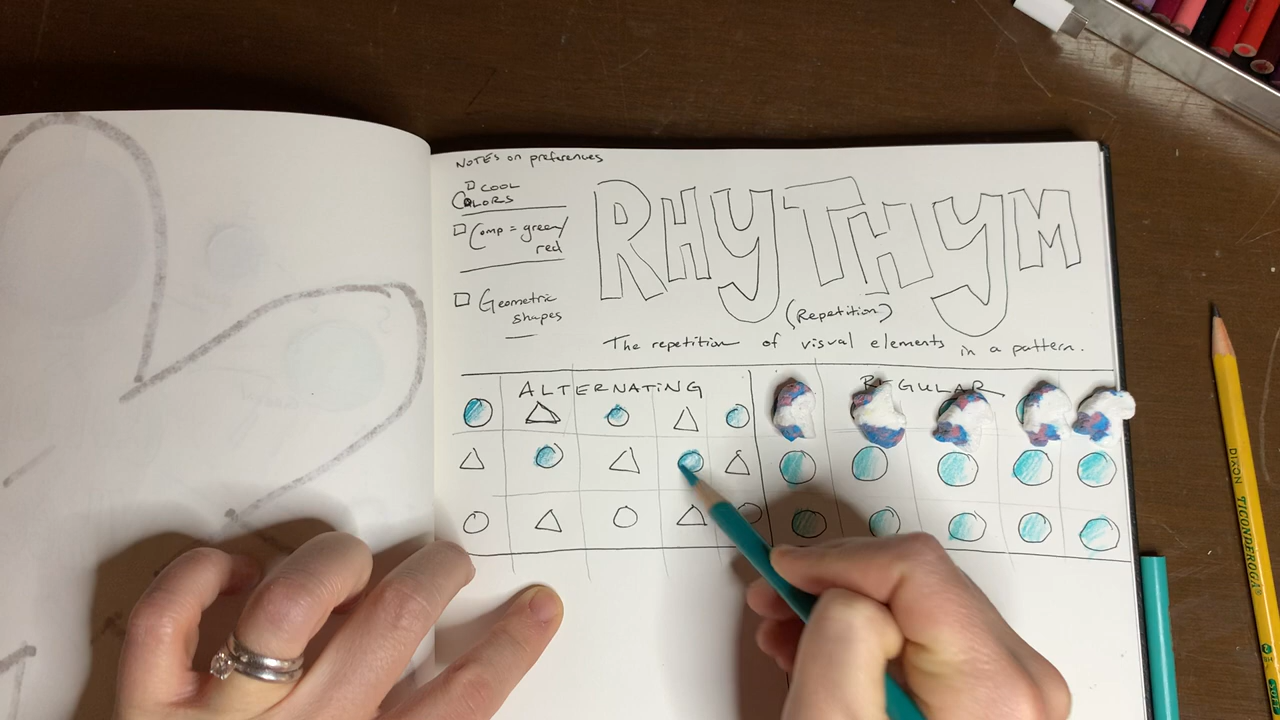 NOTES on preferences
COOL
COLORS
Comp = green/
red
Geometric
shapes
RHYTHYM
(Repetition)
The repetition of visual elements in a pattern.
ALTERNATING
REGULAR
DIXON TICONDEROGA